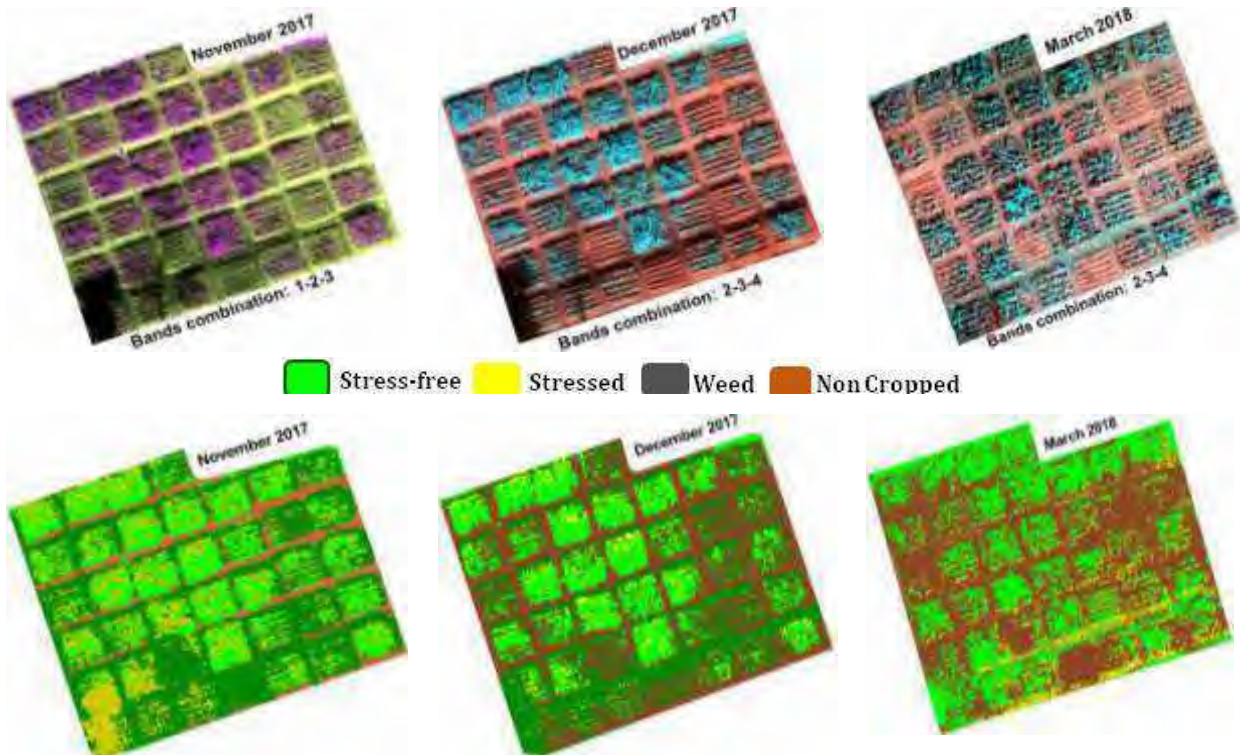 November 2017
December 2017
March 2018
Bands combination: 1-2-3
Bands combination: 2-3-4
Bands combination: 2-3-4
Stress-free Stressed Weed Non Cropped
November 2017
December 2017
March 2018